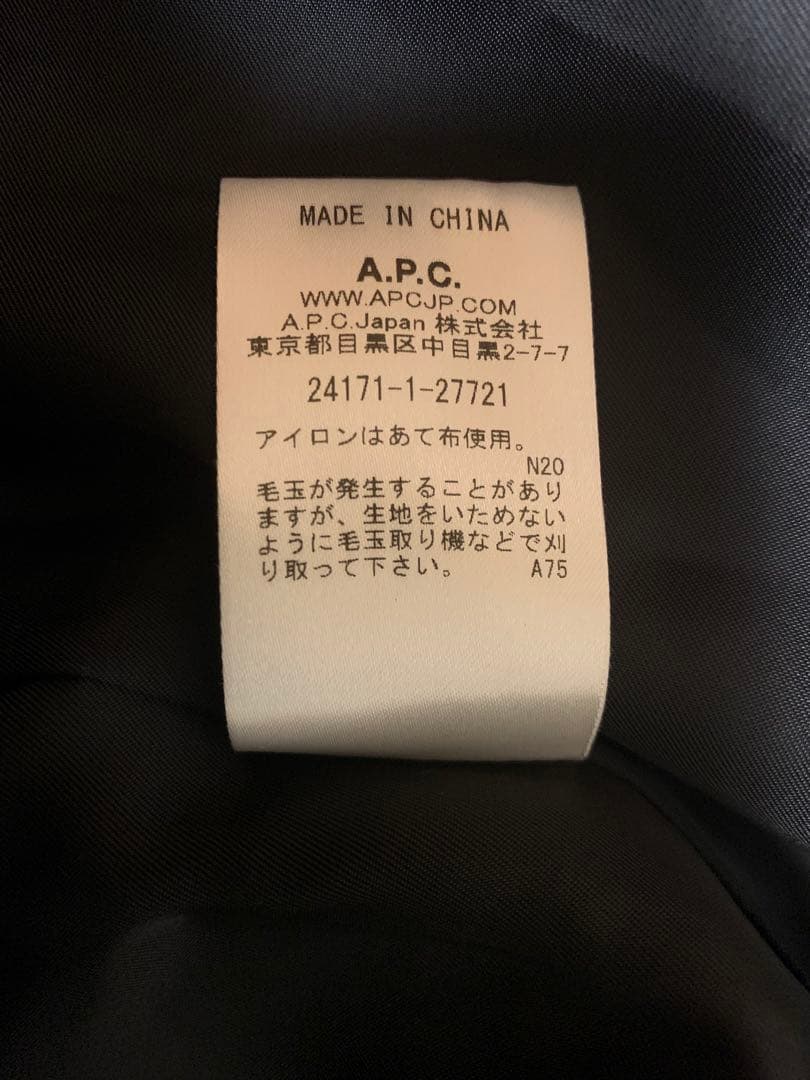 MADE IN CHINA
A.P.C.
WWW.APCJP.COM
A.P.C.Japan 株式会社
東京都目黒区中目黒2-7-7
24171-1-27721
アイロンはあて布使用。
N20
毛玉が発生することがあり
ますが、生地をいためない
ように毛玉取り機などで刈
り取って下さい。 A75